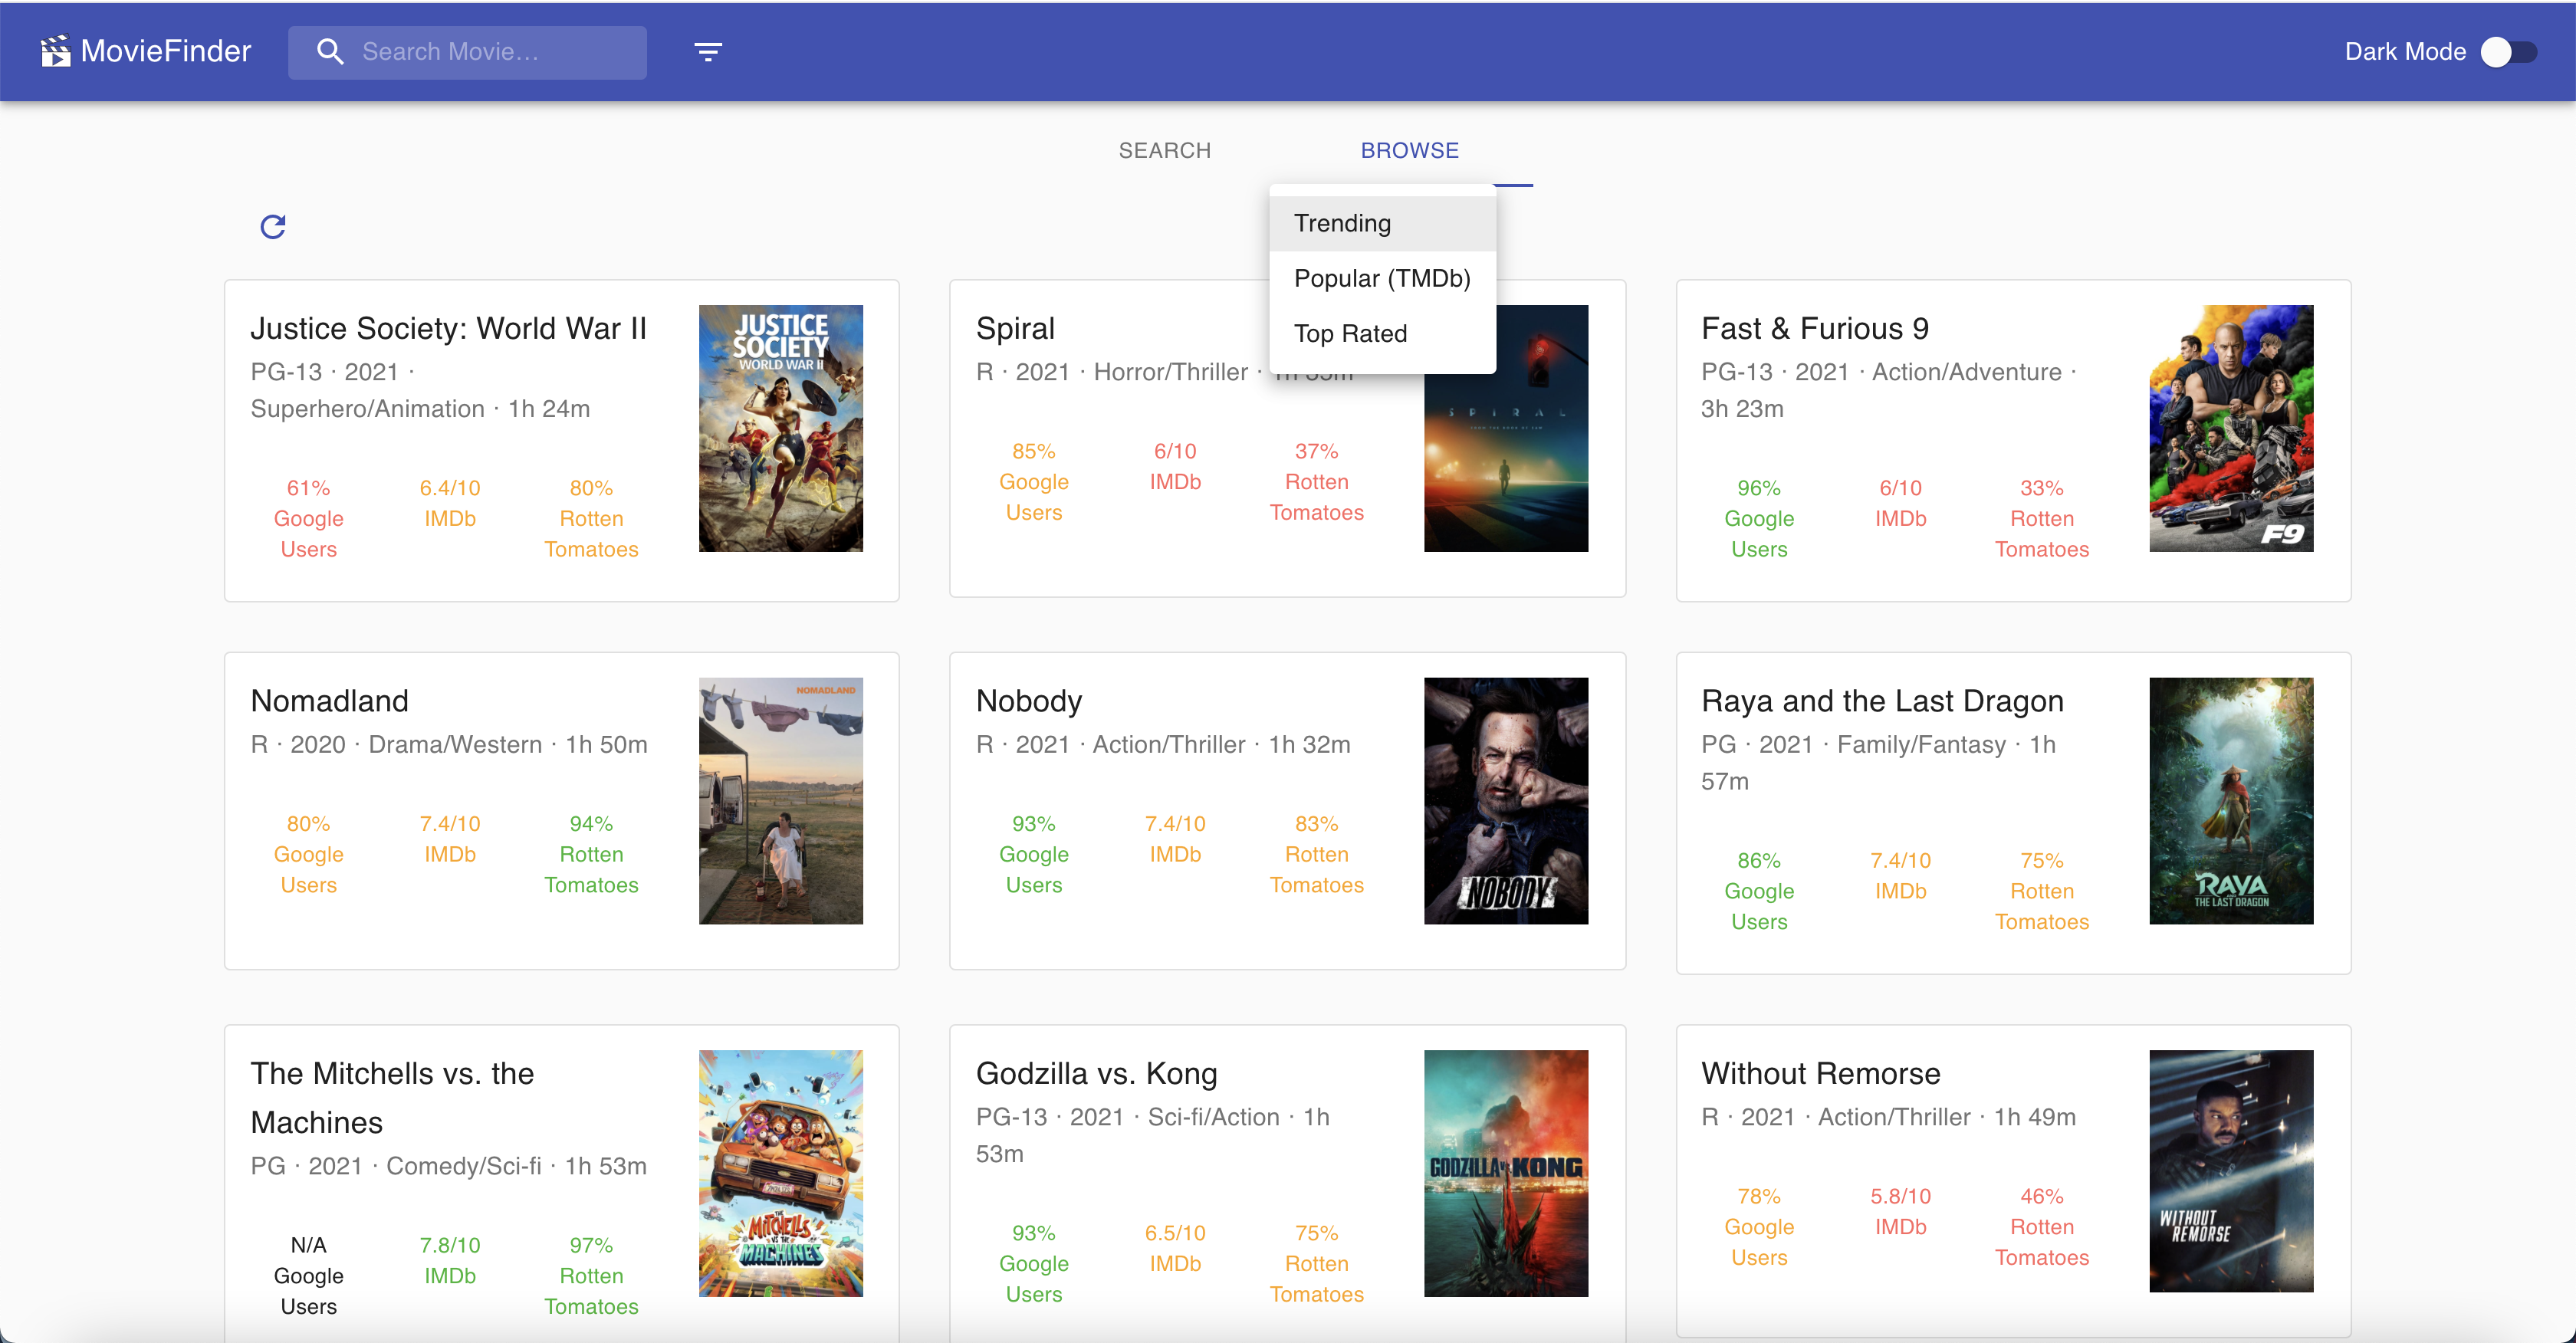 MovieFinder
Search Movie...
Dark Mode
SEARCH
BROWSE
Trending
Popular (TMDb)
Top Rated
Justice Society: World War II
PG-13 · 2021 ·
Superhero/Animation · 1h 24m
61%
Google
Users
6.4/10
IMDb
80%
Rotten
Tomatoes
JUSTICE
SOCIETY
WORLD WAR II
Spiral
R · 2021 · Horror/Thriller ·
85%
Google
Users
6/10
IMDb
37%
Rotten
Tomatoes
SPIRAL
FROM THE BOOK OF SAW
Fast & Furious 9
PG-13 · 2021 · Action/Adventure ·
3h 23m
96%
Google
Users
6/10
IMDb
33%
Rotten
Tomatoes
F9
Nomadland
R · 2020 · Drama/Western · 1h 50m
80%
Google
Users
7.4/10
IMDb
94%
Rotten
Tomatoes
NOMADLAND
Nobody
R · 2021 · Action/Thriller · 1h 32m
93%
Google
Users
7.4/10
IMDb
83%
Rotten
Tomatoes
NOBODY
Raya and the Last Dragon
PG · 2021 · Family/Fantasy · 1h
57m
86%
Google
Users
7.4/10
IMDb
75%
Rotten
Tomatoes
RAYA
THE LAST DRAGON
The Mitchells vs. the
Machines
PG · 2021 · Comedy/Sci-fi · 1h 53m
N/A
Google
Users
7.8/10
IMDb
97%
Rotten
Tomatoes
THE
MITCHELLS
VS THE
MACHINES
Godzilla vs. Kong
PG-13 · 2021 · Sci-fi/Action · 1h
53m
93%
Google
Users
6.5/10
IMDb
75%
Rotten
Tomatoes
GODZILLA VS KONG
Without Remorse
R · 2021 · Action/Thriller · 1h 49m
78%
Google
Users
5.8/10
IMDb
46%
Rotten
Tomatoes
WITHOUT
REMORSE